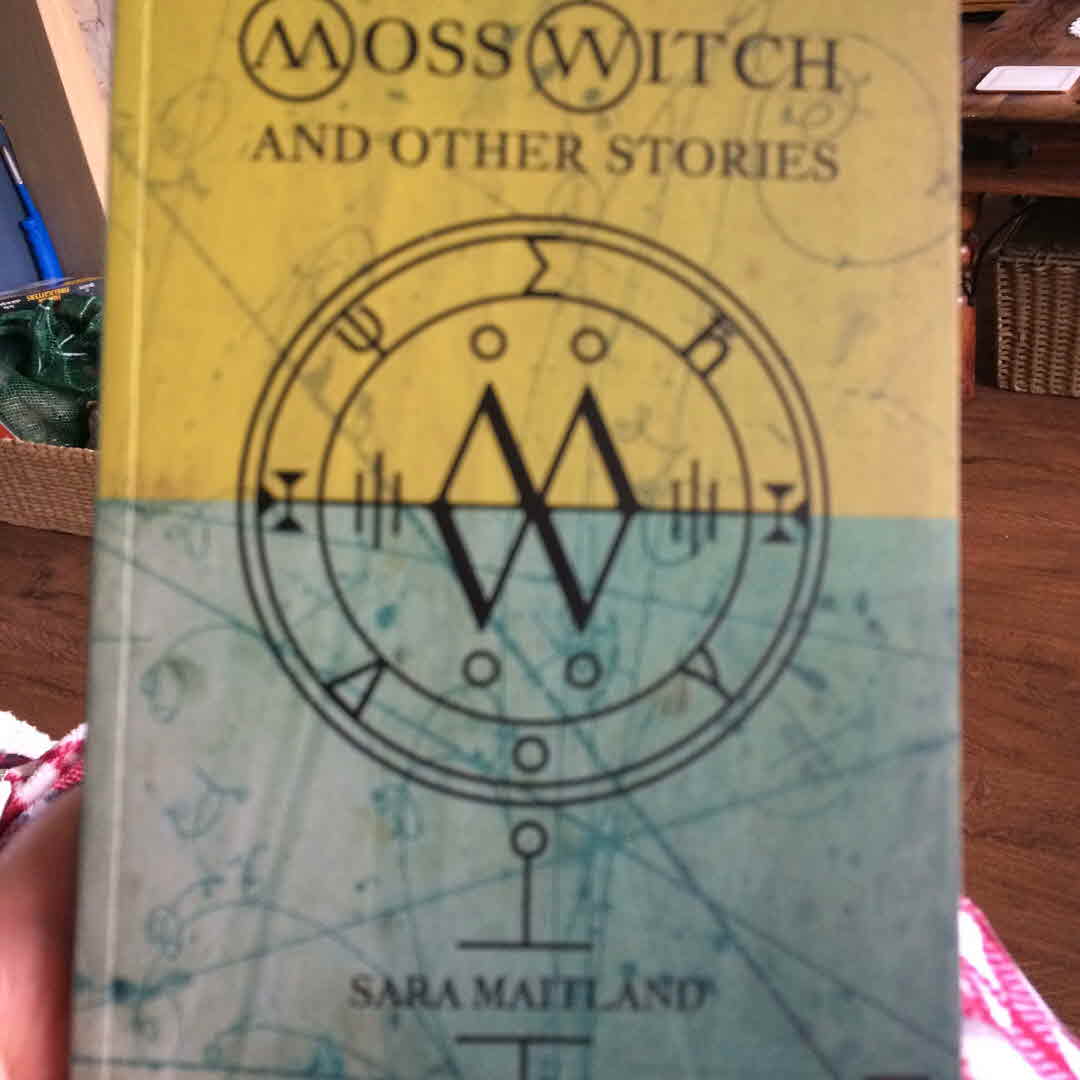 MOSS WITCH
AND OTHER STORIES
Σ
Ψ
ħ
M
W
Δ
SARA MAITLAND